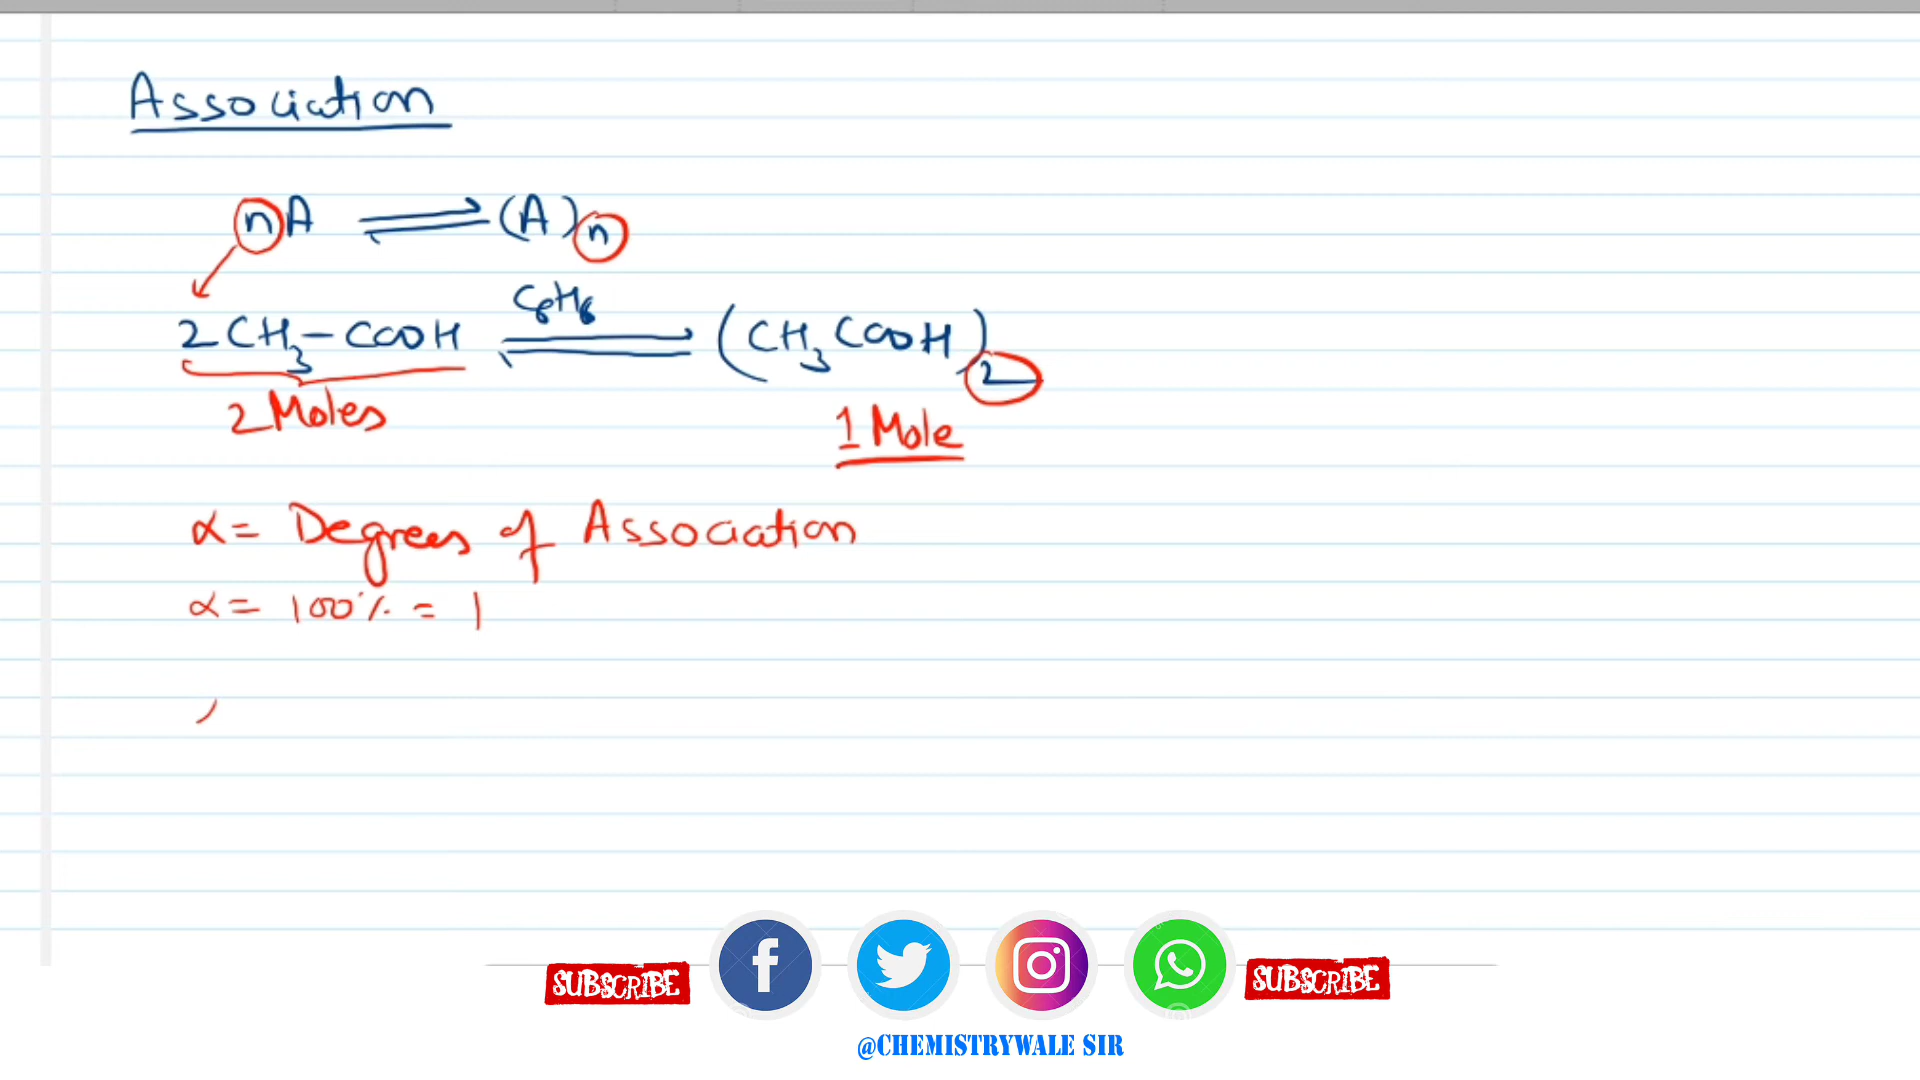 Association
nA ⇌ (A)n
C6H6
2CH3-COOH ⇌ (CH3COOH)2
2 Moles
1 Mole
α = Degrees of Association
α = 100% = 1
SUBSCRIBE
SUBSCRIBE
@CHEMISTRYWALE SIR